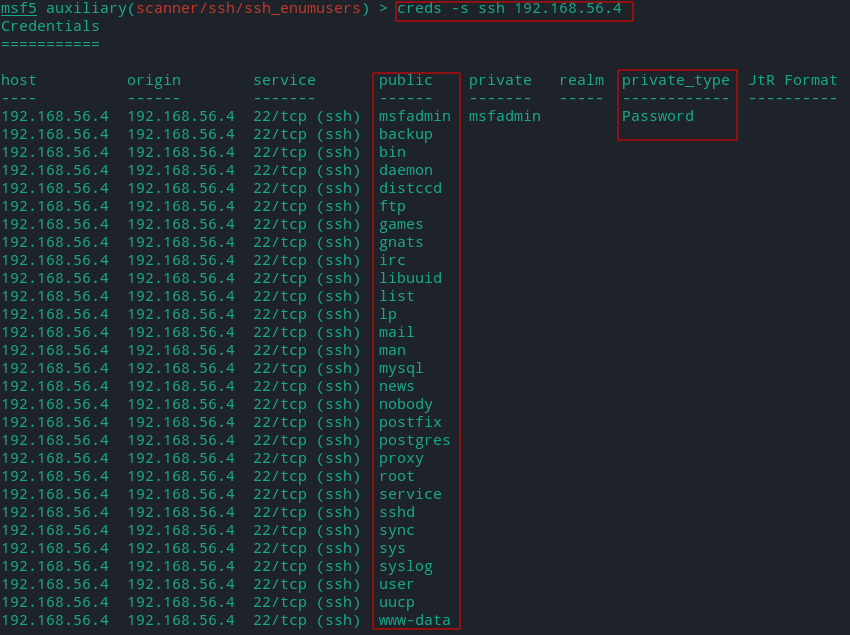 msf5 auxiliary(scanner/ssh/ssh_enumusers) > creds -s ssh 192.168.56.4
Credentials
===========
host origin service public private realm private_type JtR Format
---- ------ ------- ------ ------- ----- ------------ ----------
192.168.56.4 192.168.56.4 22/tcp (ssh) msfadmin msfadmin Password
192.168.56.4 192.168.56.4 22/tcp (ssh) backup
192.168.56.4 192.168.56.4 22/tcp (ssh) bin
192.168.56.4 192.168.56.4 22/tcp (ssh) daemon
192.168.56.4 192.168.56.4 22/tcp (ssh) distccd
192.168.56.4 192.168.56.4 22/tcp (ssh) ftp
192.168.56.4 192.168.56.4 22/tcp (ssh) games
192.168.56.4 192.168.56.4 22/tcp (ssh) gnats
192.168.56.4 192.168.56.4 22/tcp (ssh) irc
192.168.56.4 192.168.56.4 22/tcp (ssh) libuuid
192.168.56.4 192.168.56.4 22/tcp (ssh) list
192.168.56.4 192.168.56.4 22/tcp (ssh) lp
192.168.56.4 192.168.56.4 22/tcp (ssh) mail
192.168.56.4 192.168.56.4 22/tcp (ssh) man
192.168.56.4 192.168.56.4 22/tcp (ssh) mysql
192.168.56.4 192.168.56.4 22/tcp (ssh) news
192.168.56.4 192.168.56.4 22/tcp (ssh) nobody
192.168.56.4 192.168.56.4 22/tcp (ssh) postfix
192.168.56.4 192.168.56.4 22/tcp (ssh) postgres
192.168.56.4 192.168.56.4 22/tcp (ssh) proxy
192.168.56.4 192.168.56.4 22/tcp (ssh) root
192.168.56.4 192.168.56.4 22/tcp (ssh) service
192.168.56.4 192.168.56.4 22/tcp (ssh) sshd
192.168.56.4 192.168.56.4 22/tcp (ssh) sync
192.168.56.4 192.168.56.4 22/tcp (ssh) sys
192.168.56.4 192.168.56.4 22/tcp (ssh) syslog
192.168.56.4 192.168.56.4 22/tcp (ssh) user
192.168.56.4 192.168.56.4 22/tcp (ssh) uucp
192.168.56.4 192.168.56.4 22/tcp (ssh) www-data